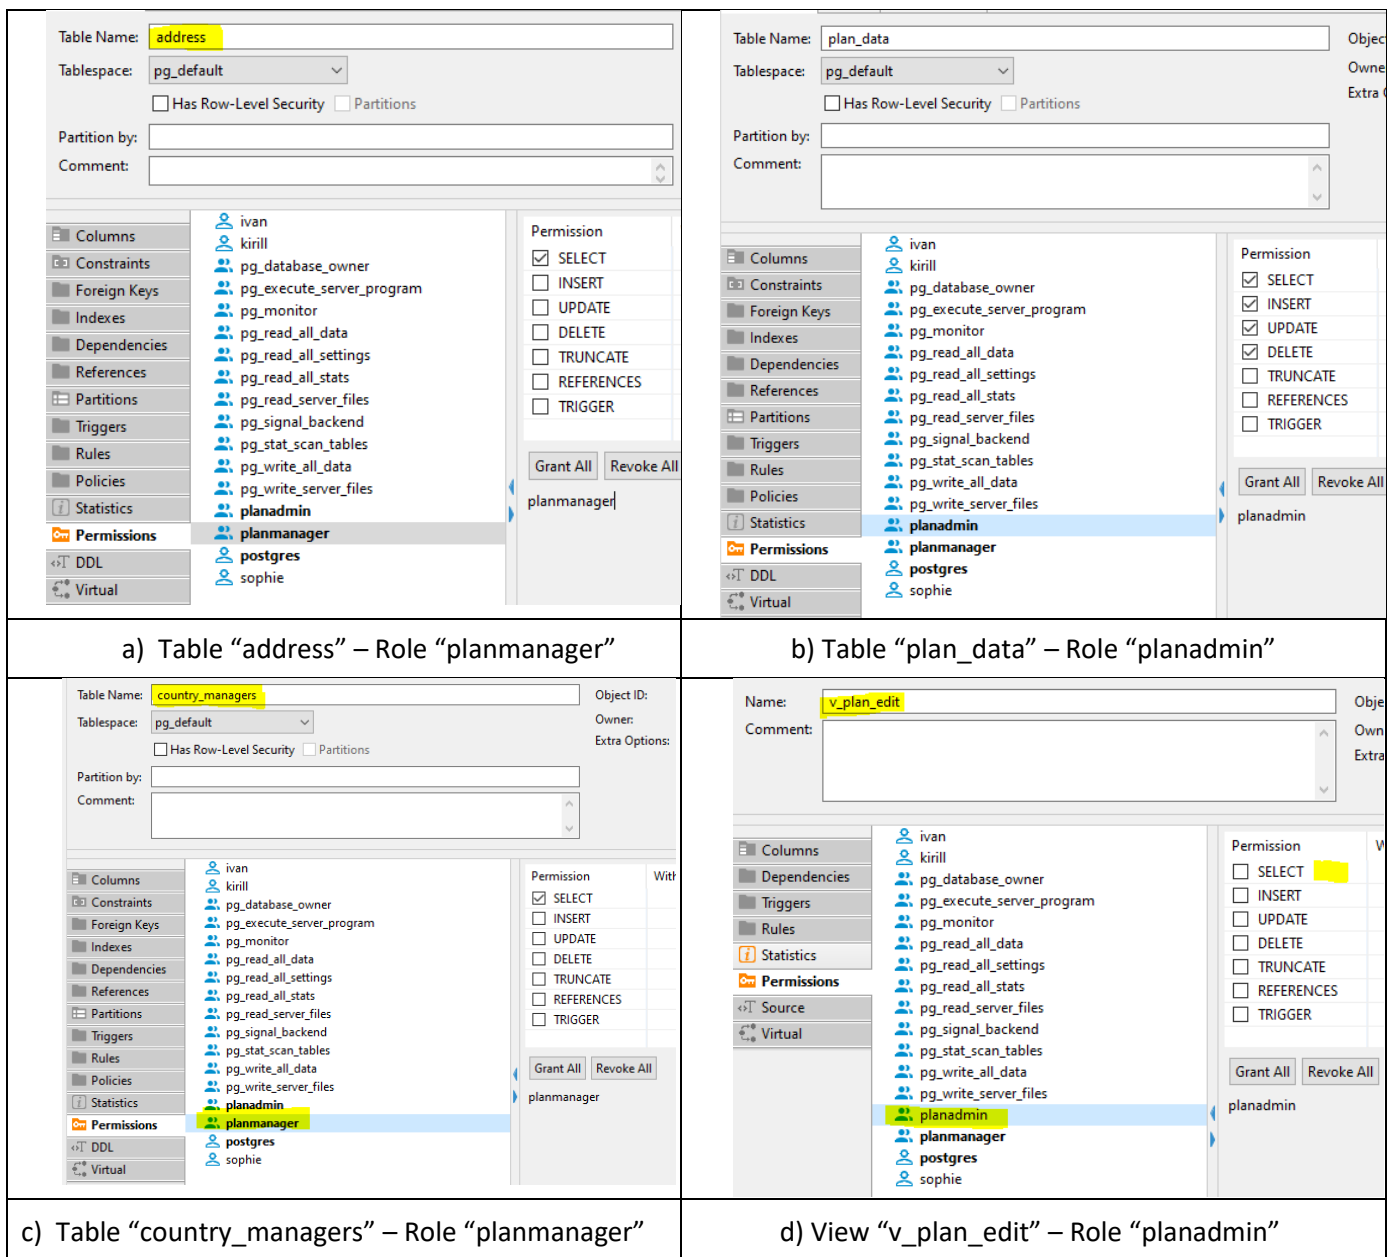 Table Name: address
Tablespace: pg_default
Has Row-Level Security Partitions
Partition by:
Comment:
Columns
Constraints
Foreign Keys
Indexes
Dependencies
References
Partitions
Triggers
Rules
Policies
Statistics
Permissions
DDL
Virtual
ivan
kirill
pg_database_owner
pg_execute_server_program
pg_monitor
pg_read_all_data
pg_read_all_settings
pg_read_all_stats
pg_read_server_files
pg_signal_backend
pg_stat_scan_tables
pg_write_all_data
pg_write_server_files
planadmin
planmanager
postgres
sophie
Permission
SELECT
INSERT
UPDATE
DELETE
TRUNCATE
REFERENCES
TRIGGER
Grant All Revoke All
planmanager
Table Name: plan_data
Tablespace: pg_default
Has Row-Level Security Partitions
Partition by:
Comment:
Objec
Owne
Extra (
Columns
Constraints
Foreign Keys
Indexes
Dependencies
References
Partitions
Triggers
Rules
Policies
Statistics
Permissions
DDL
Virtual
ivan
kirill
pg_database_owner
pg_execute_server_program
pg_monitor
pg_read_all_data
pg_read_all_settings
pg_read_all_stats
pg_read_server_files
pg_signal_backend
pg_stat_scan_tables
pg_write_all_data
pg_write_server_files
planadmin
planmanager
postgres
sophie
Permission
SELECT
INSERT
UPDATE
DELETE
TRUNCATE
REFERENCES
TRIGGER
Grant All Revoke All
planadmin
a) Table “address” – Role “planmanager”
b) Table “plan_data” – Role “planadmin”
Table Name: country_managers
Tablespace: pg_default
Has Row-Level Security Partitions
Partition by:
Comment:
Object ID:
Owner:
Extra Options:
Columns
Constraints
Foreign Keys
Indexes
Dependencies
References
Partitions
Triggers
Rules
Policies
Statistics
Permissions
DDL
Virtual
ivan
kirill
pg_database_owner
pg_execute_server_program
pg_monitor
pg_read_all_data
pg_read_all_settings
pg_read_all_stats
pg_read_server_files
pg_signal_backend
pg_stat_scan_tables
pg_write_all_data
pg_write_server_files
planadmin
planmanager
postgres
sophie
Permission With
SELECT
INSERT
UPDATE
DELETE
TRUNCATE
REFERENCES
TRIGGER
Grant All Revoke All
planmanager
Name: v_plan_edit
Comment:
Obje
Own
Extra
Columns
Dependencies
Triggers
Rules
Statistics
Permissions
Source
Virtual
ivan
kirill
pg_database_owner
pg_execute_server_program
pg_monitor
pg_read_all_data
pg_read_all_settings
pg_read_all_stats
pg_read_server_files
pg_signal_backend
pg_stat_scan_tables
pg_write_all_data
pg_write_server_files
planadmin
planmanager
postgres
sophie
Permission W
SELECT
INSERT
UPDATE
DELETE
TRUNCATE
REFERENCES
TRIGGER
Grant All Revoke All
planadmin
c) Table “country_managers” – Role “planmanager”
d) View “v_plan_edit” – Role “planadmin”